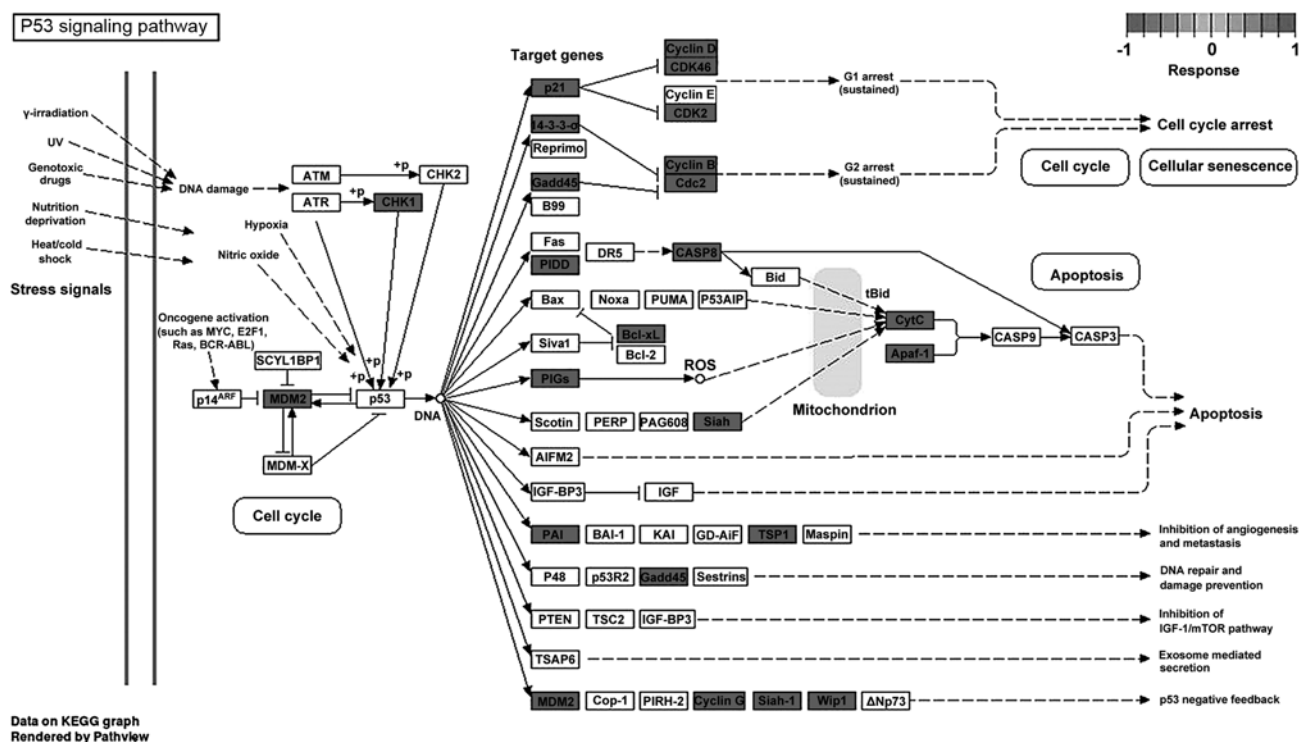 P53 signaling pathway
-1 0 1
Response
Target genes
Cyclin D
CDK46
p21
Cyclin E
CDK2
G1 arrest
(sustained)
14-3-3-σ
Reprimo
Cyclin B
Cdc2
G2 arrest
(sustained)
Gadd45
B99
Cell cycle arrest
Cell cycle
Cellular senescence
γ-irradiation
UV
Genotoxic
drugs
Nutrition
deprivation
Heat/cold
shock
Stress signals
DNA damage
ATM
+p
CHK2
ATR
+p
CHK1
Hypoxia
Nitric oxide
Oncogene activation
(such as MYC, E2F1,
Ras, BCR-ABL)
SCYL1BP1
+p
+p
+p
p14ARF
MDM2
p53
DNA
MDM-X
Cell cycle
Fas
PIDD
DR5
CASP8
Bid
tBid
Apoptosis
Bax
Noxa
PUMA
P53AIP
CytC
Siva1
Bcl-xL
Bcl-2
CASP9
CASP3
Apaf-1
PIGs
ROS
Mitochondrion
Scotin
PERP
PAG608
Siah
Apoptosis
AIFM2
IGF-BP3
IGF
PAI
BAI-1
KAI
GD-AiF
TSP1
Maspin
Inhibition of angiogenesis
and metastasis
P48
p53R2
Gadd45
Sestrins
DNA repair and
damage prevention
PTEN
TSC2
IGF-BP3
Inhibition of
IGF-1/mTOR pathway
TSAP6
Exosome mediated
secretion
MDM2
Cop-1
PIRH-2
Cyclin G
Siah-1
Wip1
ΔNp73
p53 negative feedback
Data on KEGG graph
Rendered by Pathview